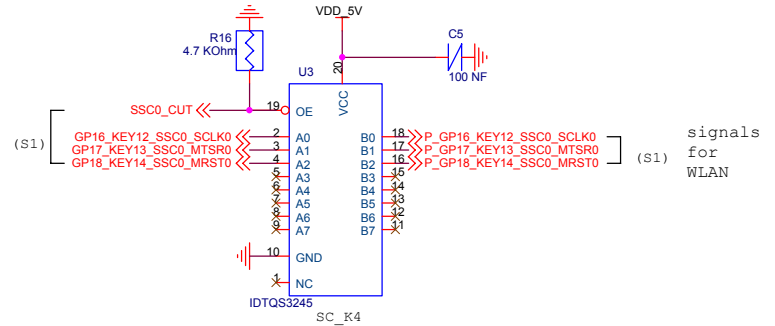 VDD_5V
R16
4.7 KOhm
C5
100 NF
U3
20
VCC
SSC0_CUT
19
OE
GP16_KEY12_SSC0_SCLK0
2
A0
B0
18
P_GP16_KEY12_SSC0_SCLK0
GP17_KEY13_SSC0_MTSR0
3
A1
B1
17
P_GP17_KEY13_SSC0_MTSR0
GP18_KEY14_SSC0_MRST0
4
A2
B2
16
P_GP18_KEY14_SSC0_MRST0
(S1)
(S1)
signals
for
WLAN
5
A3
B3
15
6
A4
B4
14
7
A5
B5
13
8
A6
B6
12
9
A7
B7
11
10
GND
1
NC
IDTQS3245
SC_K4